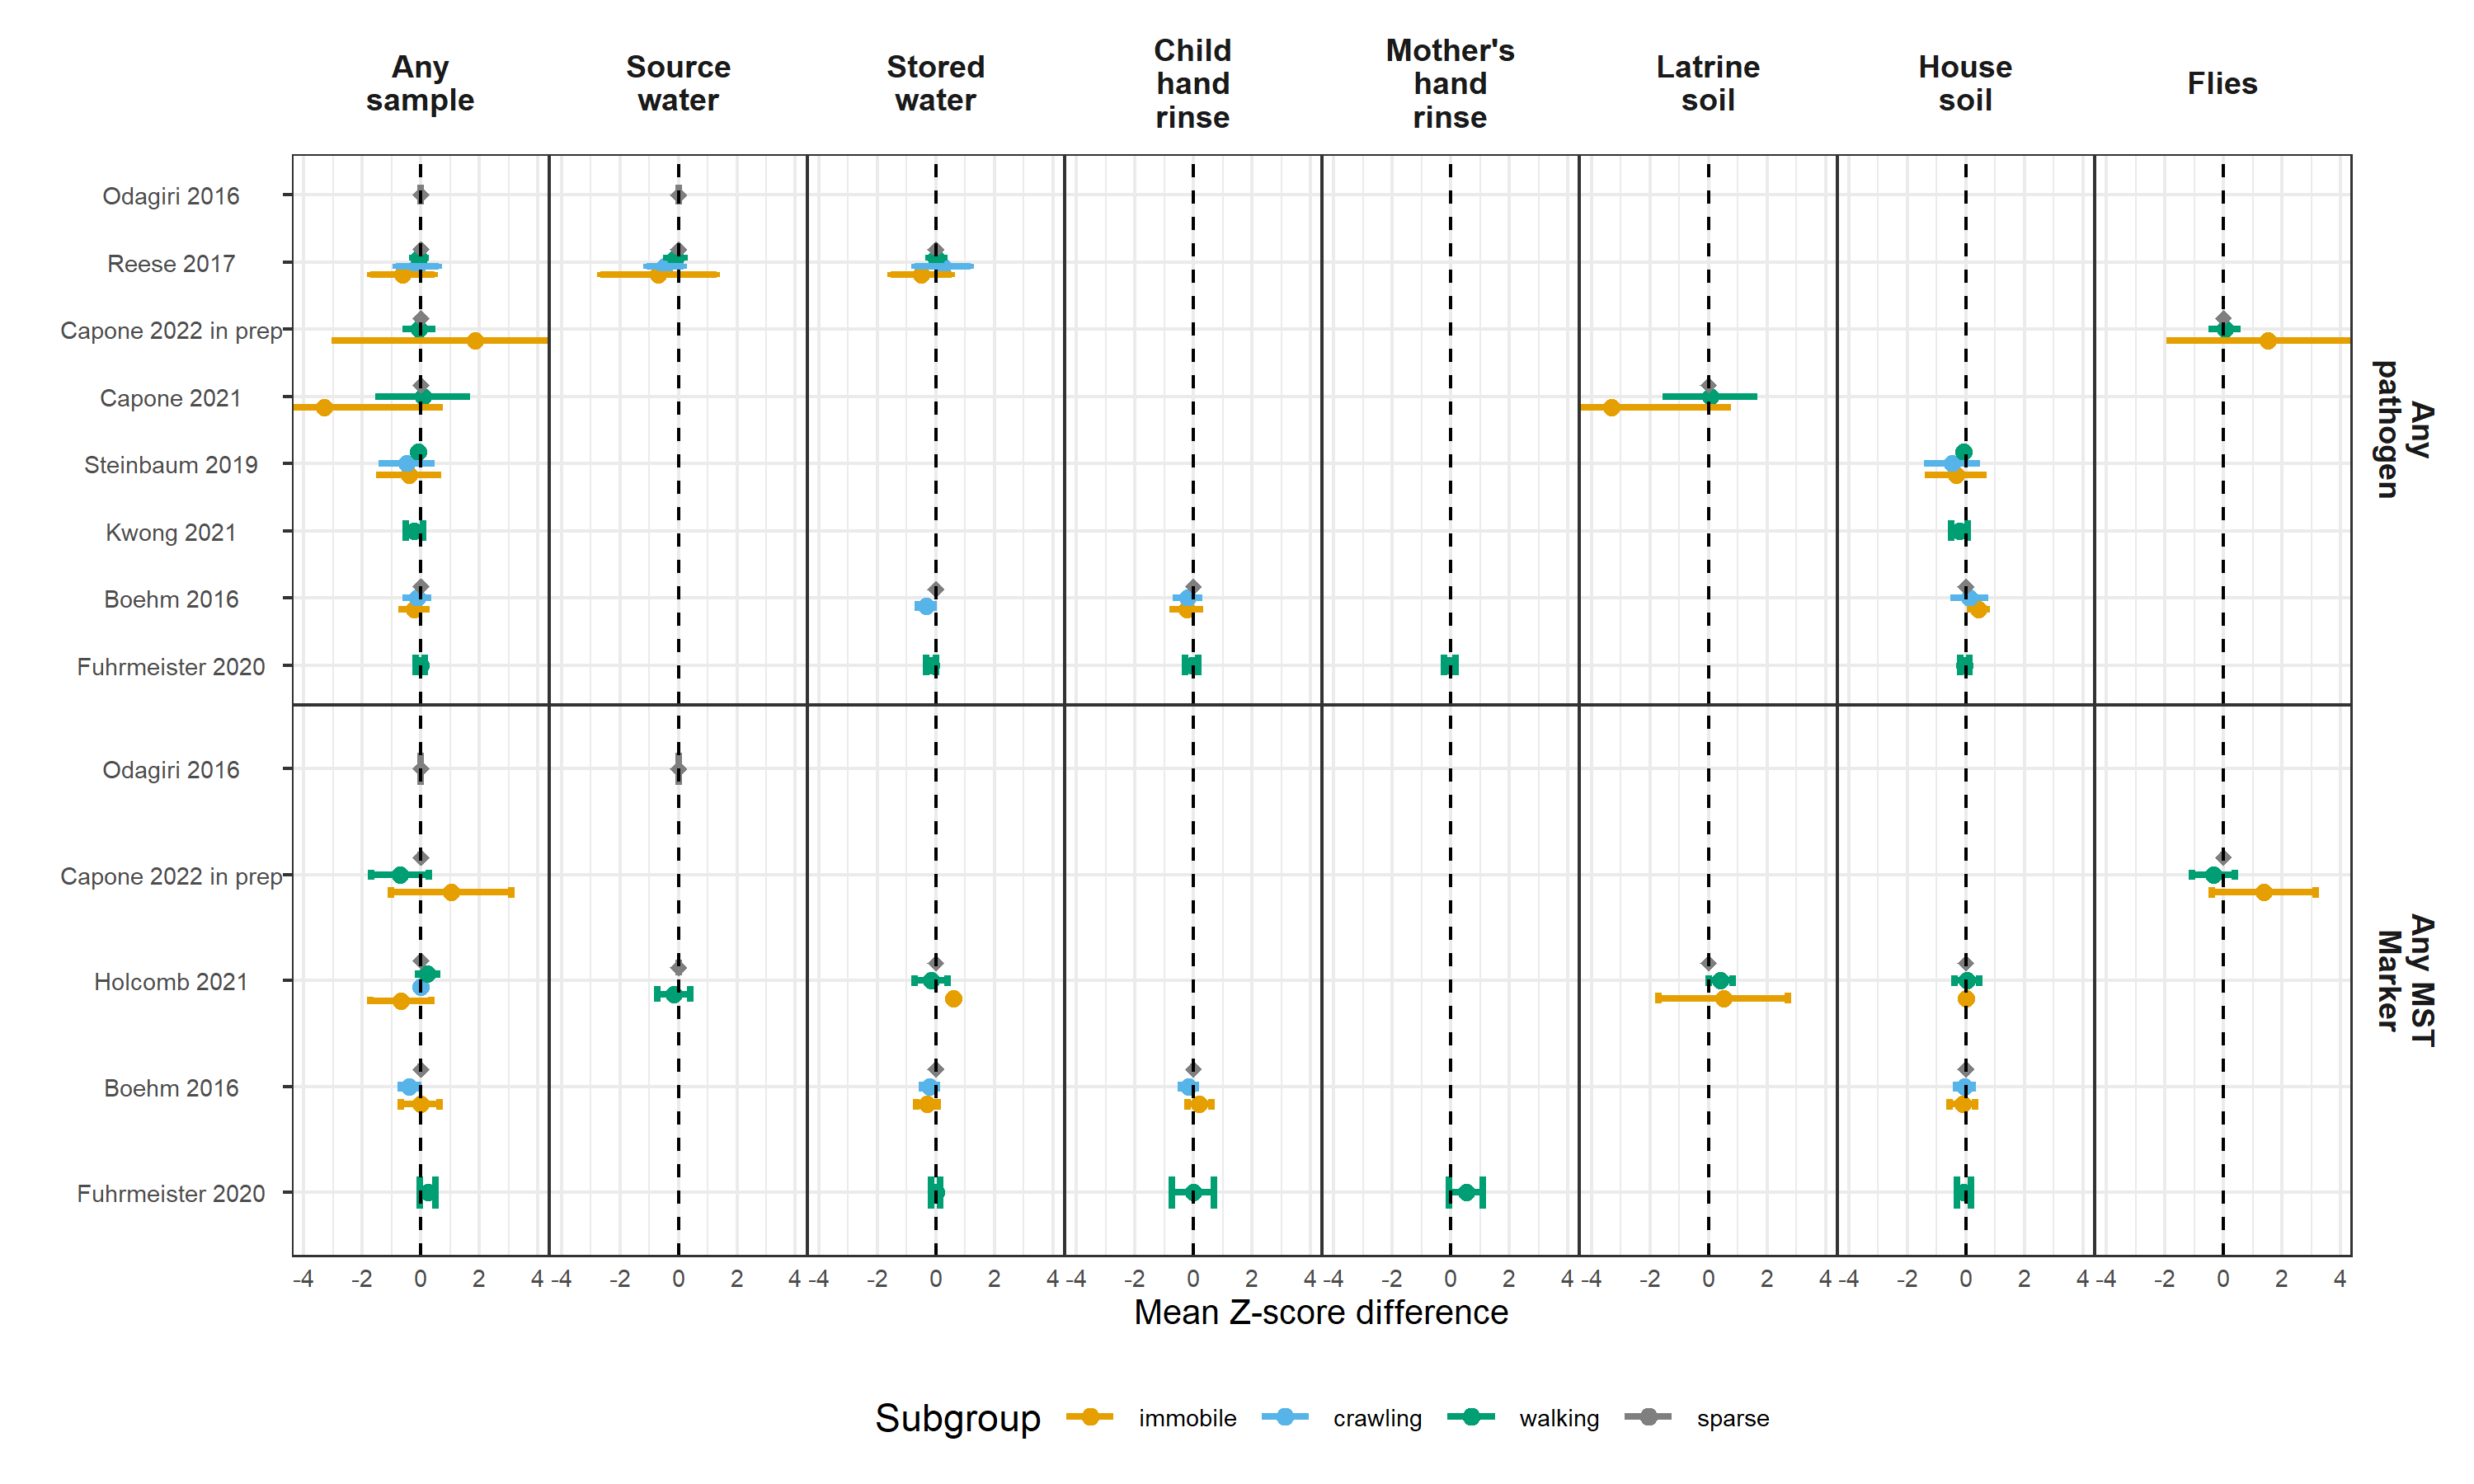 Any
sample
Source
water
Stored
water
Child
hand
rinse
Mother's
hand
rinse
Latrine
soil
House
soil
Flies
Odagiri 2016
Reese 2017
Capone 2022 in prep
Capone 2021
Steinbaum 2019
Kwong 2021
Boehm 2016
Fuhrmeister 2020
Any
pathogen
Odagiri 2016
Capone 2022 in prep
Holcomb 2021
Boehm 2016
Fuhrmeister 2020
Any MST
Marker
-4 -2 0 2 4 -4 -2 0 2 4 -4 -2 0 2 4 -4 -2 0 2 4 -4 -2 0 2 4 -4 -2 0 2 4 -4 -2 0 2 4 -4 -2 0 2 4
Mean Z-score difference
Subgroup immobile crawling walking sparse